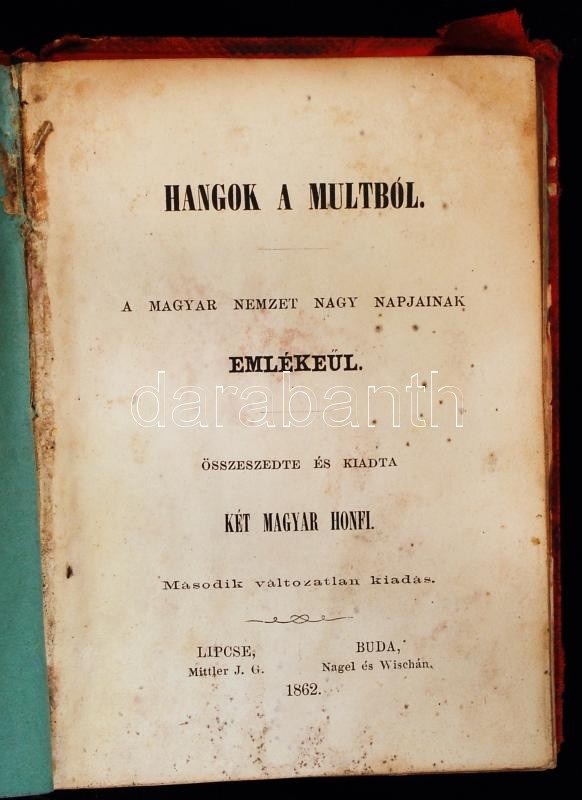 HANGOK A MULTBÓL.
A MAGYAR NEMZET NAGY NAPJAINAK
EMLÉKEŰL.
darabanth
ÖSSZESZEDTE ÉS KIADTA
KÉT MAGYAR HONFI.
Második változatlan kiadás.
LIPCSE, BUDA,
Mittler J. G. Nagel és Wischán.
1862.